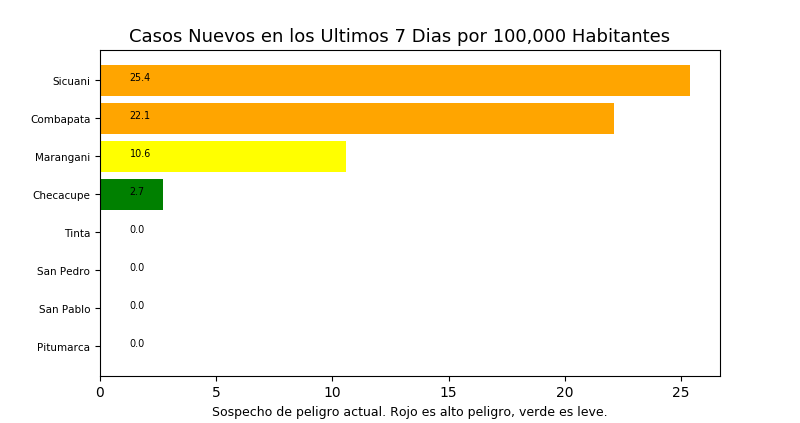 Casos Nuevos en los Ultimos 7 Dias por 100,000 Habitantes
Sicuani 25.4
Combapata 22.1
Marangani 10.6
Checacupe 2.7
Tinta 0.0
San Pedro 0.0
San Pablo 0.0
Pitumarca 0.0
0 5 10 15 20 25
Sospecho de peligro actual. Rojo es alto peligro, verde es leve.